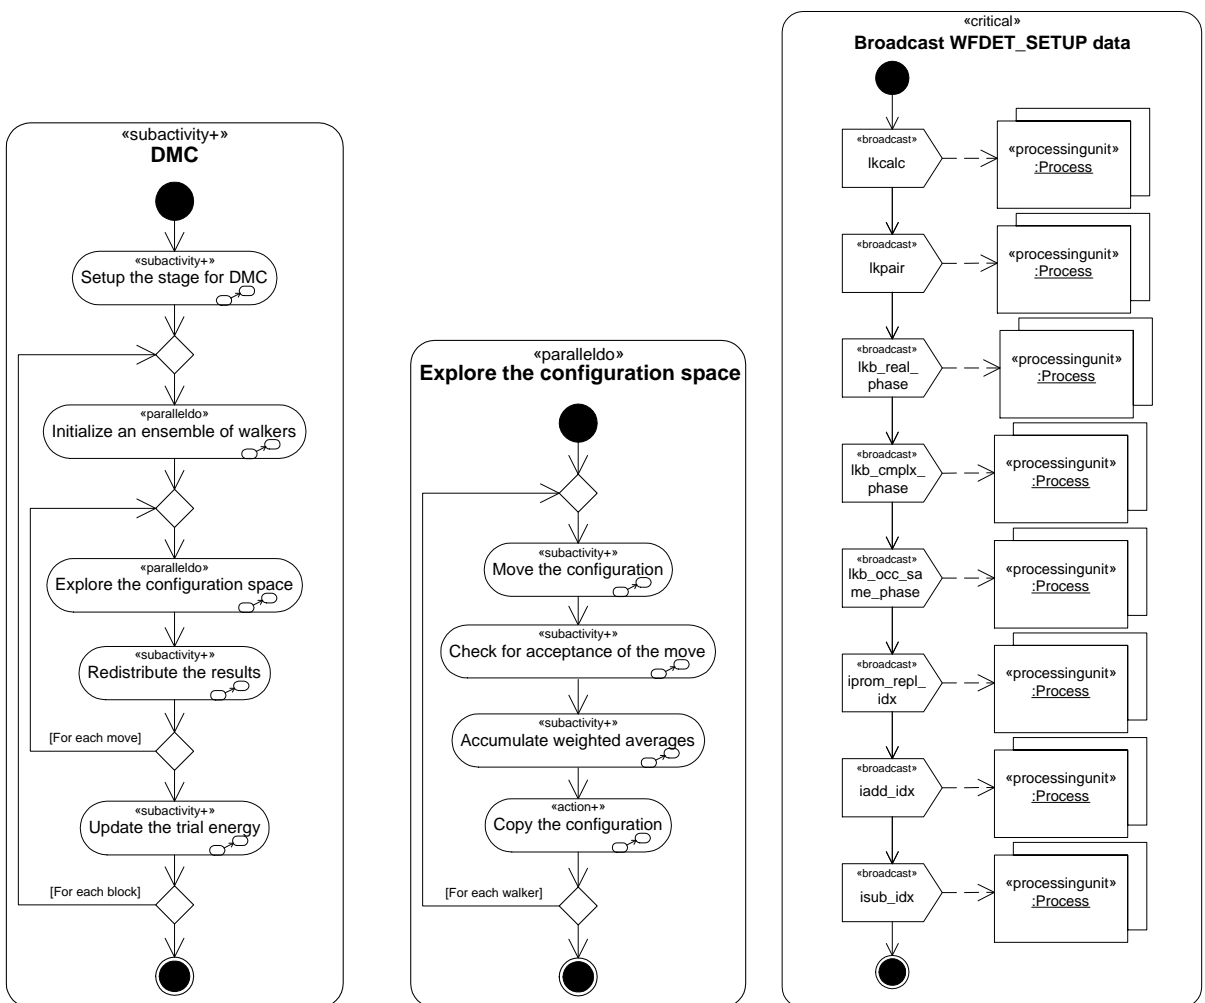 «subactivity+»
DMC
«subactivity+»
Setup the stage for DMC
«paralleldo»
Initialize an ensemble of walkers
«paralleldo»
Explore the configuration space
«subactivity+»
Redistribute the results
[For each move]
«subactivity+»
Update the trial energy
[For each block]
«paralleldo»
Explore the configuration space
«subactivity+»
Move the configuration
«subactivity+»
Check for acceptance of the move
«subactivity+»
Accumulate weighted averages
«action+»
Copy the configuration
[For each walker]
«critical»
Broadcast WFDET_SETUP data
«broadcast»
lkcalc
«processingunit»
:Process
«broadcast»
lkpair
«processingunit»
:Process
«broadcast»
lkb_real_
phase
«processingunit»
:Process
«broadcast»
lkb_cmplx_
phase
«processingunit»
:Process
«broadcast»
lkb_occ_sa
me_phase
«processingunit»
:Process
«broadcast»
iprom_repl_
idx
«processingunit»
:Process
«broadcast»
iadd_idx
«processingunit»
:Process
«broadcast»
isub_idx
«processingunit»
:Process